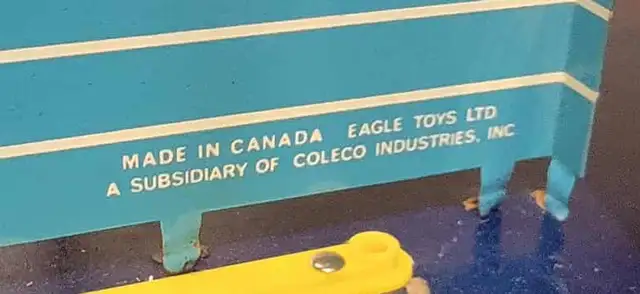 MADE IN CANADA EAGLE TOYS LTD
A SUBSIDIARY OF COLECO INDUSTRIES, INC